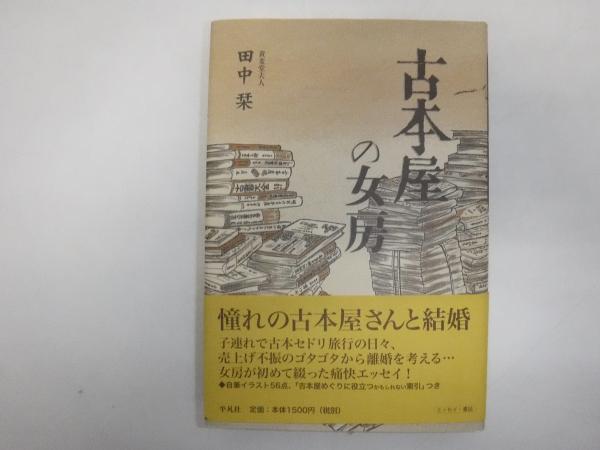 古本屋
の女房
田中 栞
古書大全
憧れの古本屋さんと結婚
子連れで古本セドリ旅行の日々、
売上げ不振のゴタゴタから離婚を考える…
女房が初めて綴った痛快エッセイ！
◆自筆イラスト56点、「古本屋めぐりに役立つかもしれない索引」つき
平凡社 定価：本体1500円（税別）